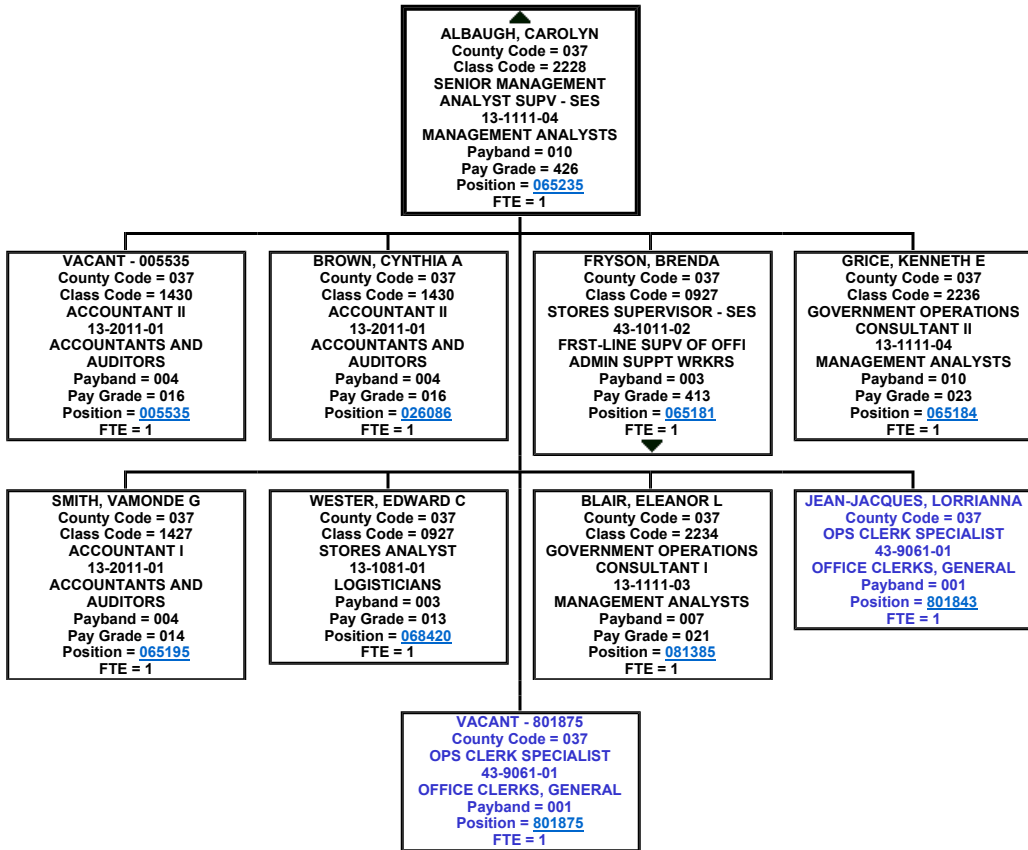 ALBAUGH, CAROLYN
County Code = 037
Class Code = 2228
SENIOR MANAGEMENT
ANALYST SUPV - SES
13-1111-04
MANAGEMENT ANALYSTS
Payband = 010
Pay Grade = 426
Position = 065235
FTE = 1
VACANT - 005535
County Code = 037
Class Code = 1430
ACCOUNTANT II
13-2011-01
ACCOUNTANTS AND
AUDITORS
Payband = 004
Pay Grade = 016
Position = 005535
FTE = 1
BROWN, CYNTHIA A
County Code = 037
Class Code = 1430
ACCOUNTANT II
13-2011-01
ACCOUNTANTS AND
AUDITORS
Payband = 004
Pay Grade = 016
Position = 026086
FTE = 1
FRYSON, BRENDA
County Code = 037
Class Code = 0927
STORES SUPERVISOR - SES
43-1011-02
FRST-LINE SUPV OF OFFI
ADMIN SUPPT WRKRS
Payband = 003
Pay Grade = 413
Position = 065181
FTE = 1
GRICE, KENNETH E
County Code = 037
Class Code = 2236
GOVERNMENT OPERATIONS
CONSULTANT II
13-1111-04
MANAGEMENT ANALYSTS
Payband = 010
Pay Grade = 023
Position = 065184
FTE = 1
SMITH, VAMONDE G
County Code = 037
Class Code = 1427
ACCOUNTANT I
13-2011-01
ACCOUNTANTS AND
AUDITORS
Payband = 004
Pay Grade = 014
Position = 065195
FTE = 1
WESTER, EDWARD C
County Code = 037
Class Code = 0927
STORES ANALYST
13-1081-01
LOGISTICIANS
Payband = 003
Pay Grade = 013
Position = 068420
FTE = 1
BLAIR, ELEANOR L
County Code = 037
Class Code = 2234
GOVERNMENT OPERATIONS
CONSULTANT I
13-1111-03
MANAGEMENT ANALYSTS
Payband = 007
Pay Grade = 021
Position = 081385
FTE = 1
JEAN-JACQUES, LORRIANNA
County Code = 037
OPS CLERK SPECIALIST
43-9061-01
OFFICE CLERKS, GENERAL
Payband = 001
Position = 801843
FTE = 1
VACANT - 801875
County Code = 037
OPS CLERK SPECIALIST
43-9061-01
OFFICE CLERKS, GENERAL
Payband = 001
Position = 801875
FTE = 1